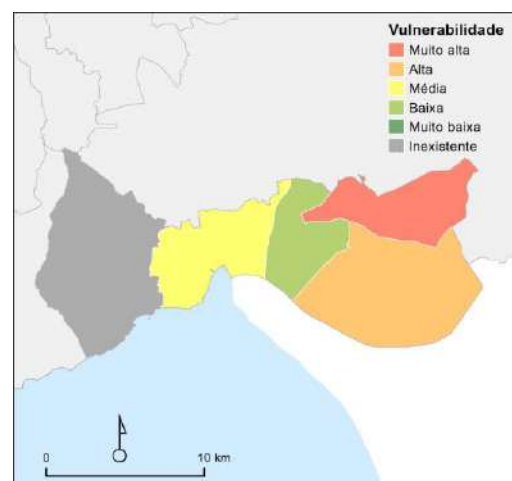 Vulnerabilidade
Muito alta
Alta
Média
Baixa
Muito baixa
Inexistente
0 10 km